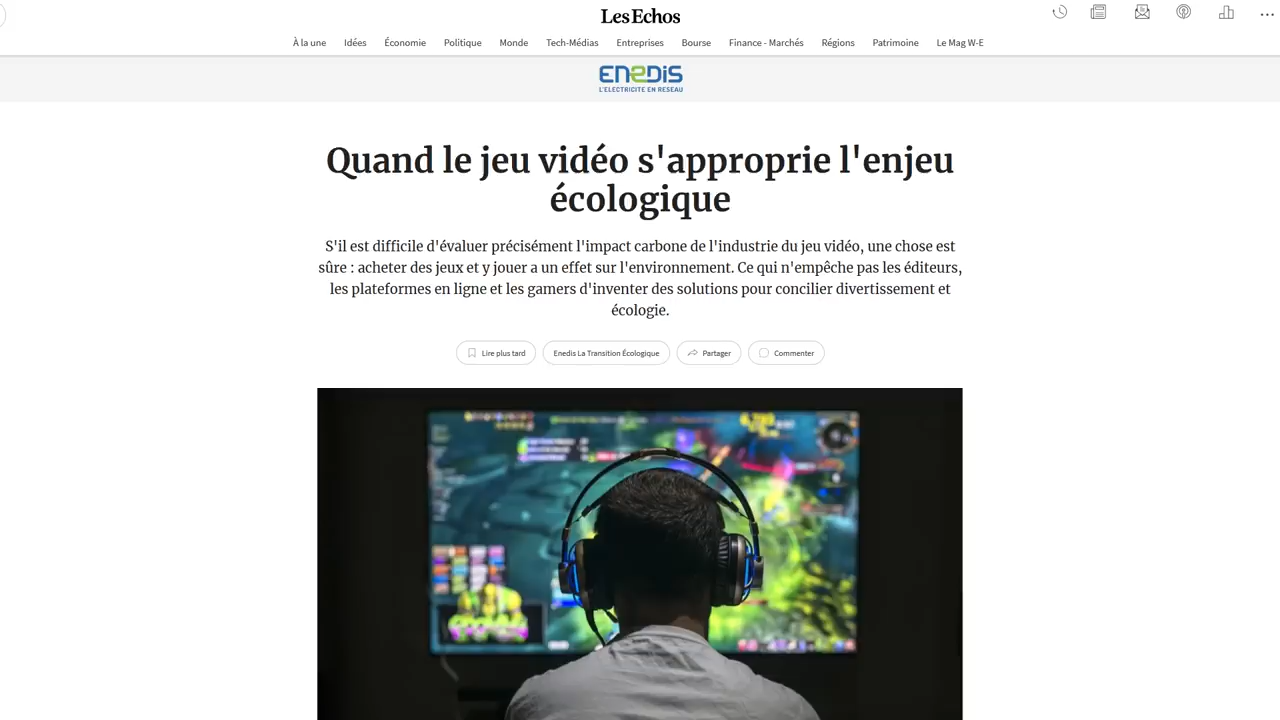 Les Echos
À la une Idées Économie Politique Monde Tech-Médias Entreprises Bourse Finance - Marchés Régions Patrimoine Le Mag W-E
ENEDIS
L'ELECTRICITE EN RESEAU
Quand le jeu vidéo s'approprie l'enjeu
écologique
S'il est difficile d'évaluer précisément l'impact carbone de l'industrie du jeu vidéo, une chose est
sûre : acheter des jeux et y jouer a un effet sur l'environnement. Ce qui n'empêche pas les éditeurs,
les plateformes en ligne et les gamers d'inventer des solutions pour concilier divertissement et
écologie.
Lire plus tard Enedis La Transition Écologique Partager Commenter